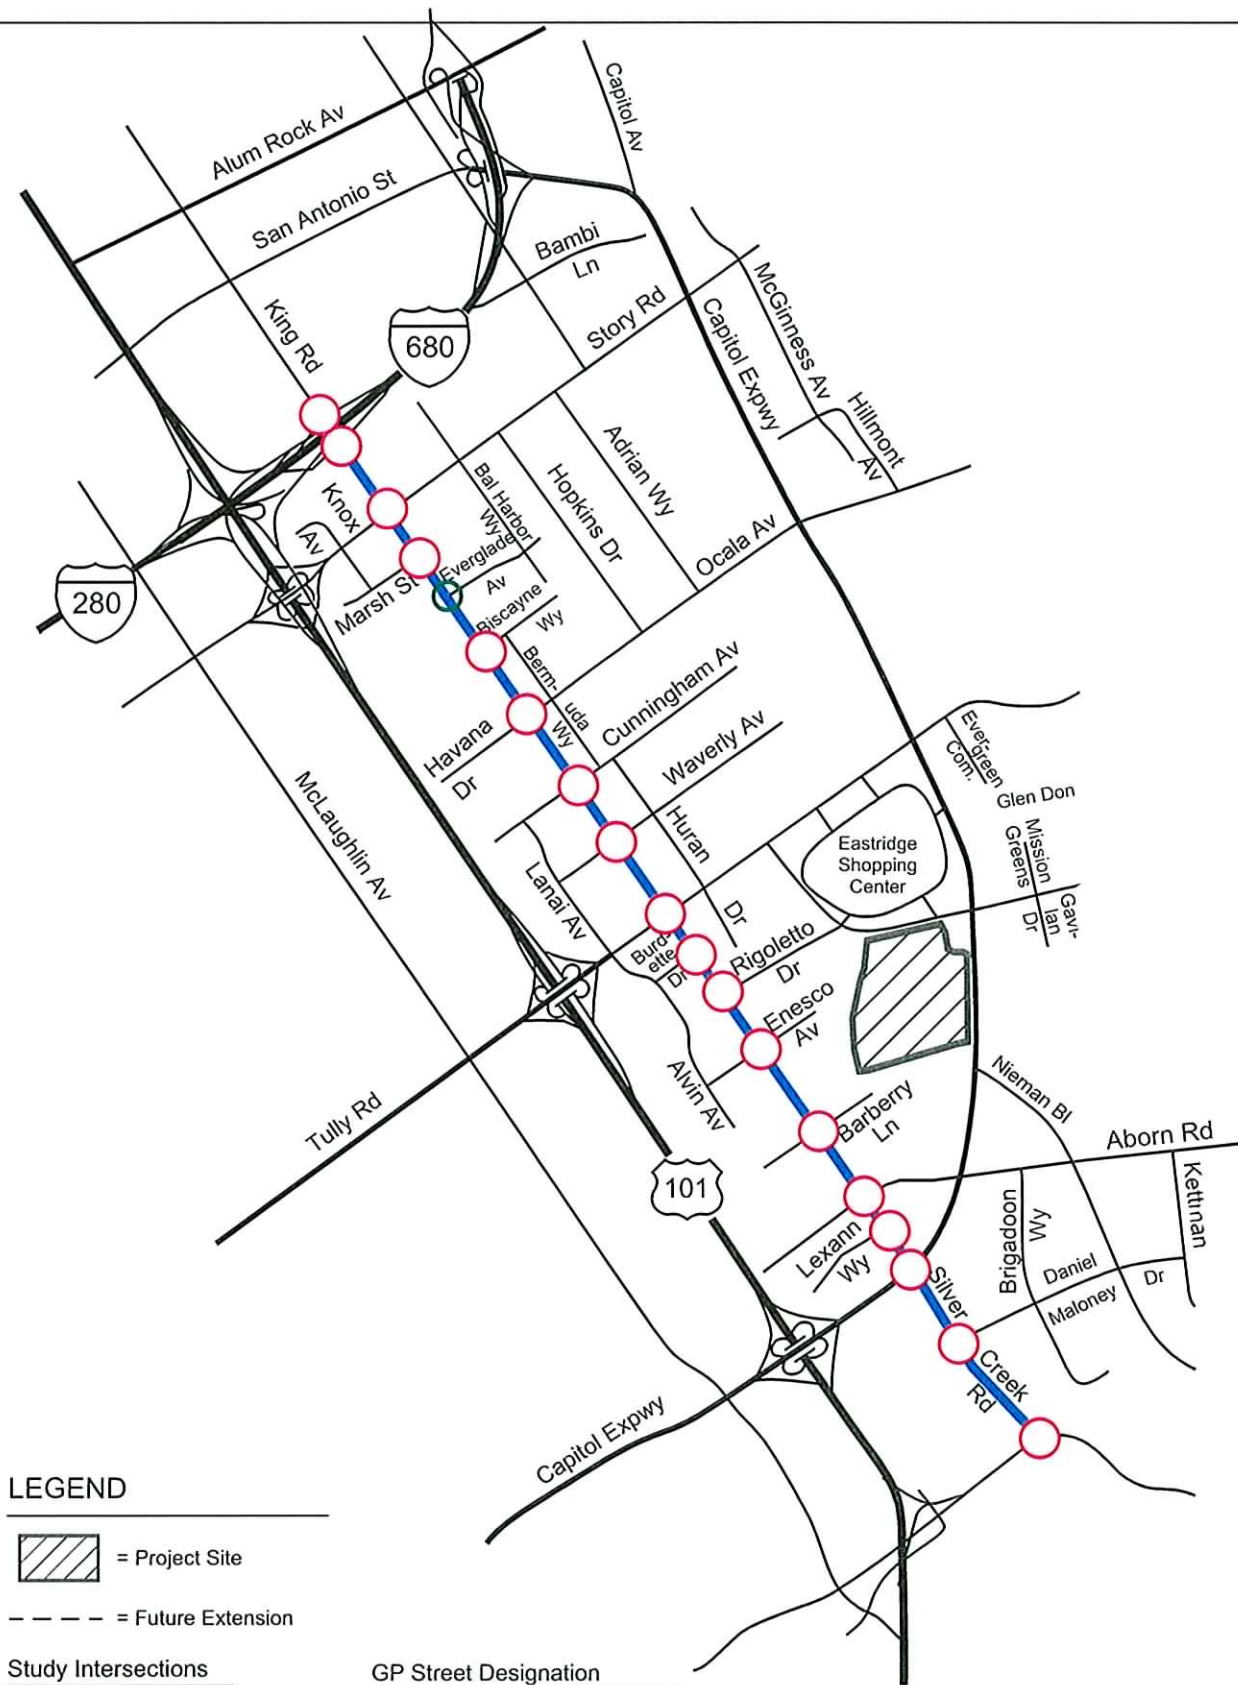 Capitol Av
Alum Rock Av
San Antonio St
Bambi
Ln
King Rd
Story Rd
McGinness Av
680
Capitol Expwy
Hillmont
Av
Adrian Wy
Bal Harbor
Wy
Hopkins Dr
Knox
Av
Ocala Av
Everglade
Av
280
Marsh St
Biscayne
Wy
Berm-
uda
Wy
Cunningham Av
Havana
Dr
Waverly Av
Ever-
green
Com.
McLaughlin Av
Glen Don
Huran
Dr
Eastridge
Shopping
Center
Mission
Greens
Dr
Lanai Av
Gavi-
lan
Burd-
ette
Dr
Rigoletto
Dr
Enesco
Av
Alvin Av
Nieman Bl
Barberry
Ln
Tully Rd
Aborn Rd
101
Kettman
Brigadoon
Wy
Lexann
Wy
Daniel
Maloney
Dr
Silver
Creek
Rd
Capitol Expwy
LEGEND
= Project Site
= Future Extension
Study Intersections
GP Street Designation